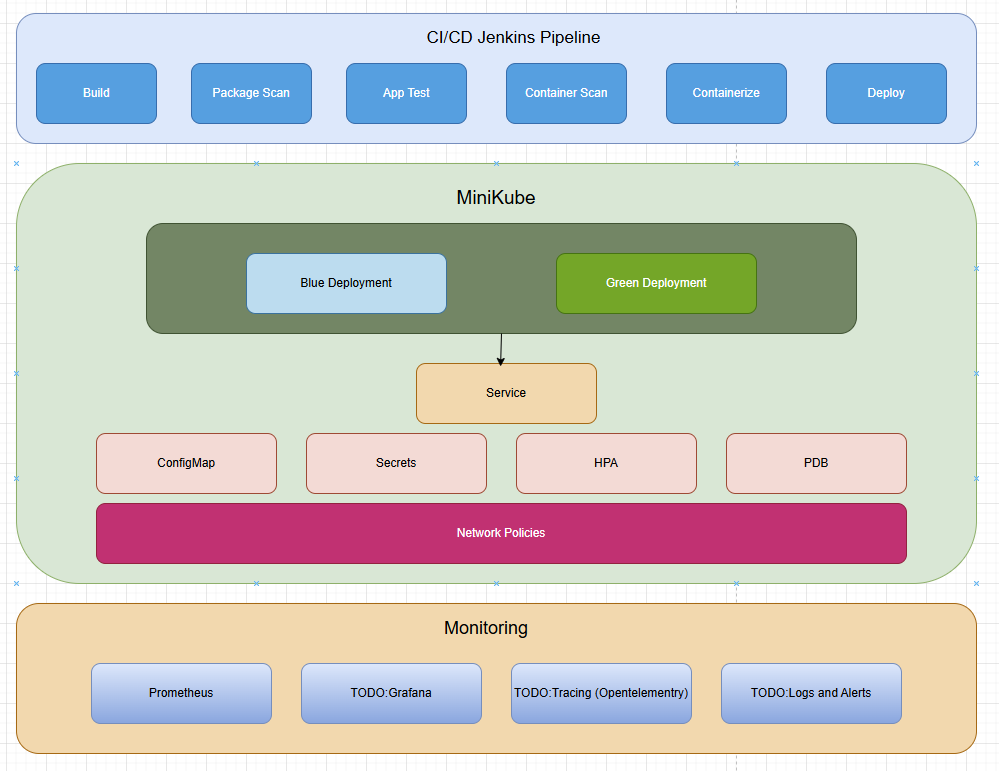 CI/CD Jenkins Pipeline
Build
Package Scan
App Test
Container Scan
Containerize
Deploy
MiniKube
Blue Deployment
Green Deployment
Service
ConfigMap
Secrets
HPA
PDB
Network Policies
Monitoring
Prometheus
TODO:Grafana
TODO:Tracing (Opentelementry)
TODO:Logs and Alerts